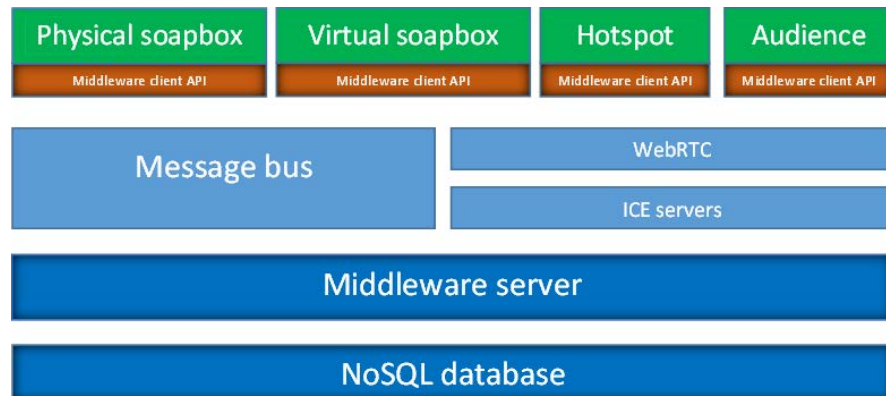 Physical soapbox
Virtual soapbox
Hotspot
Audience
Middleware client API
Middleware client API
Middleware client API
Middleware client API
Message bus
WebRTC
ICE servers
Middleware server
NoSQL database